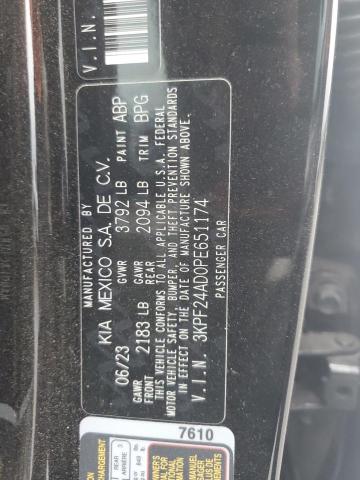 V.I.N.
MANUFACTURED BY
KIA MEXICO S.A. DE C.V.
06/23 GVWR 3792 LB PAINT ABP
GAWR FRONT 2183 LB GAWR REAR 2094 LB TRIM BPG
THIS VEHICLE CONFORMS TO ALL APPLICABLE U.S.A. FEDERAL
MOTOR VEHICLE SAFETY, BUMPER, AND THEFT PREVENTION STANDARDS
IN EFFECT ON THE DATE OF MANUFACTURE SHOWN ABOVE.
V.I.N. 3KPF24AD0PE651174
PASSENGER CAR
7610
REAR
ARRIÈRE